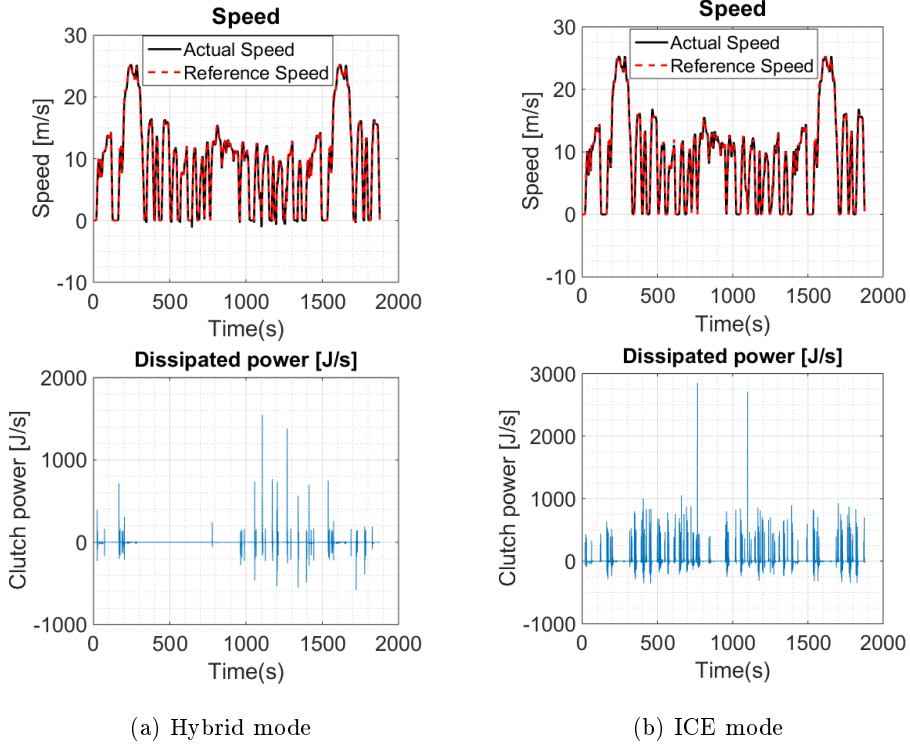 Speed
30
20
10
0
-10
Speed [m/s]
Actual Speed
Reference Speed
0
500
1000
1500
2000
Time(s)
Speed
30
20
10
0
-10
Speed [m/s]
Actual Speed
Reference Speed
0
500
1000
1500
2000
Time(s)
Dissipated power [J/s]
2000
1000
0
-1000
Clutch power [J/s]
0
500
1000
1500
2000
Time(s)
Dissipated power [J/s]
3000
2000
1000
0
-1000
Clutch power [J/s]
0
500
1000
1500
2000
Time(s)
(a) Hybrid mode
(b) ICE mode